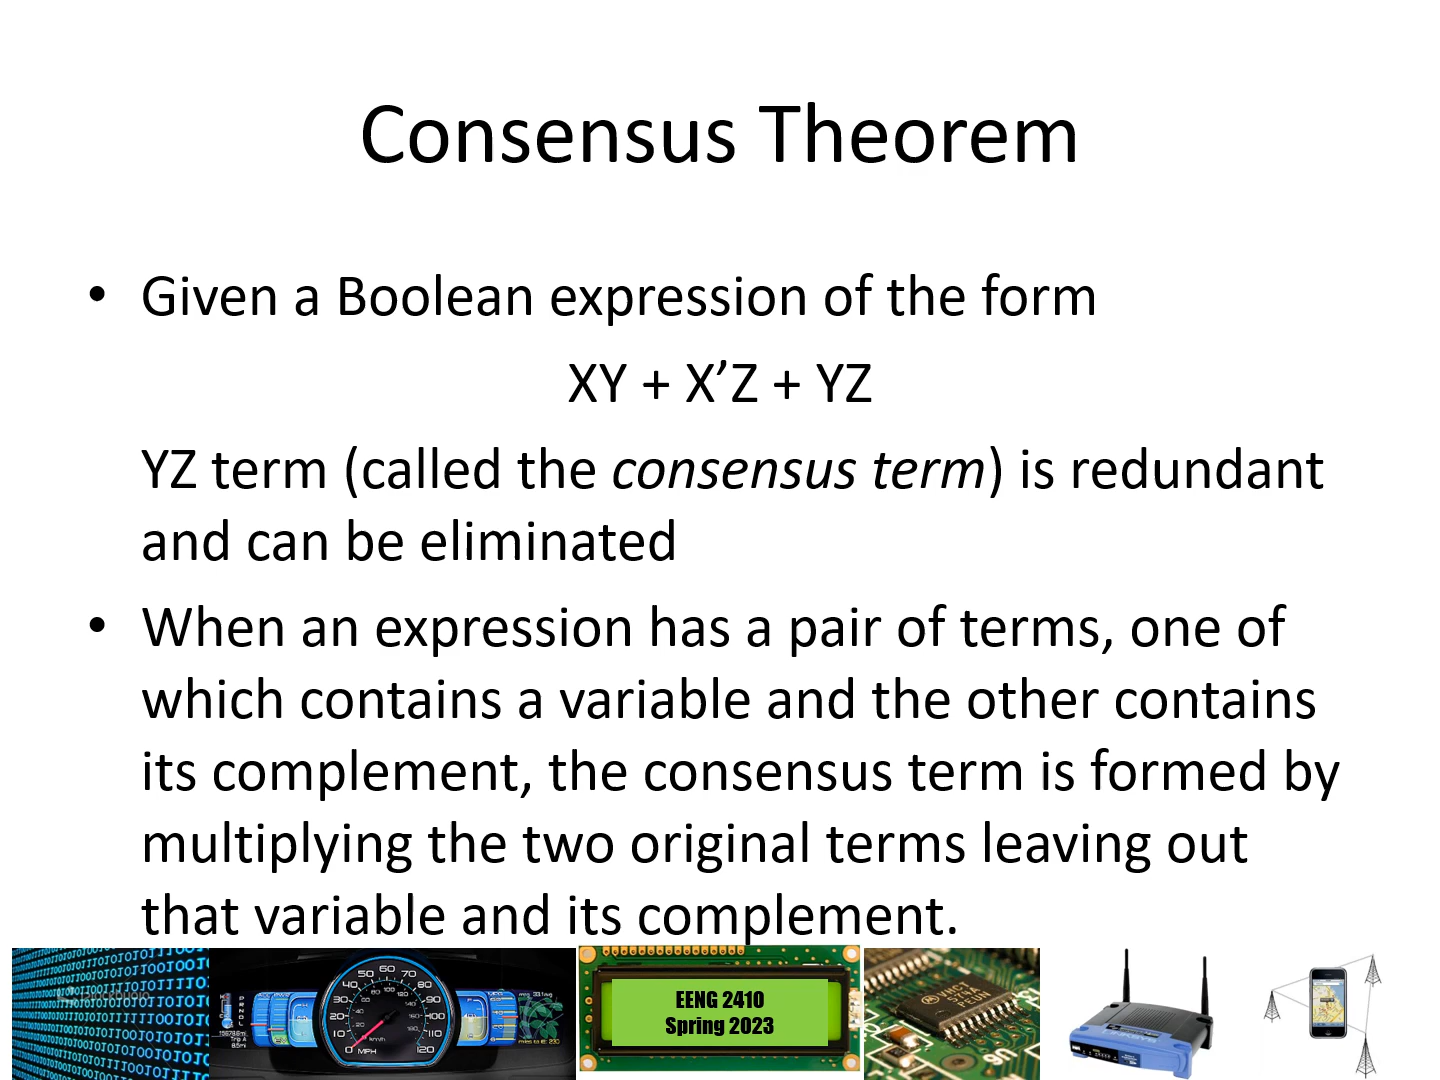 Consensus Theorem
• Given a Boolean expression of the form
XY + X’Z + YZ
YZ term (called the consensus term) is redundant
and can be eliminated
• When an expression has a pair of terms, one of
which contains a variable and the other contains
its complement, the consensus term is formed by
multiplying the two original terms leaving out
that variable and its complement.
EENG 2410
Spring 2023